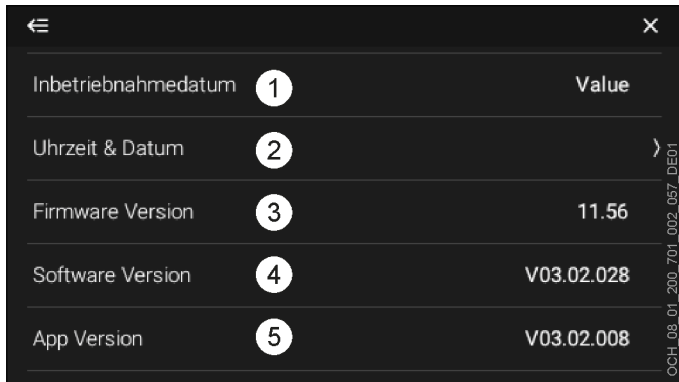 Inbetriebnahmedatum 1 Value
Uhrzeit & Datum 2
Firmware Version 3 11.56
Software Version 4 V03.02.028
App Version 5 V03.02.008
OCH_08_01_200_701_002_057_DE01